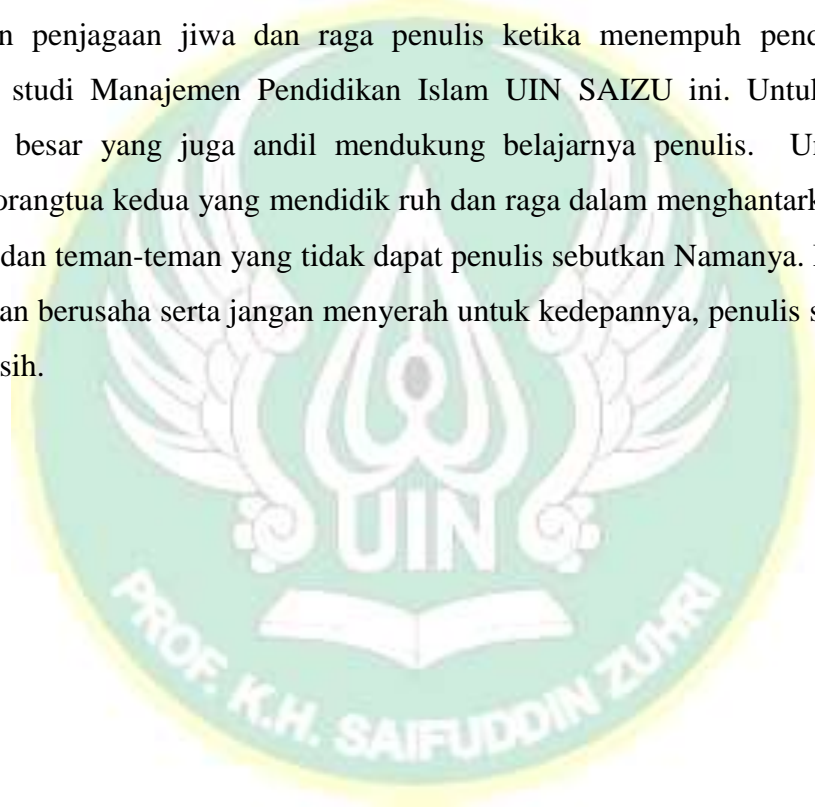 n penjagaan jiwa dan raga penulis ketika menempuh pend
studi Manajemen Pendidikan Islam UIN SAIZU ini. Untuk
besar yang juga andil mendukung belajarnya penulis. Un
orangtua kedua yang mendidik ruh dan raga dalam menghantark
dan teman-teman yang tidak dapat penulis sebutkan Namanya.
an berusaha serta jangan menyerah untuk kedepannya, penulis s
sih.
UIN
PROF. K.H. SAIFUDDIN ZUHRI